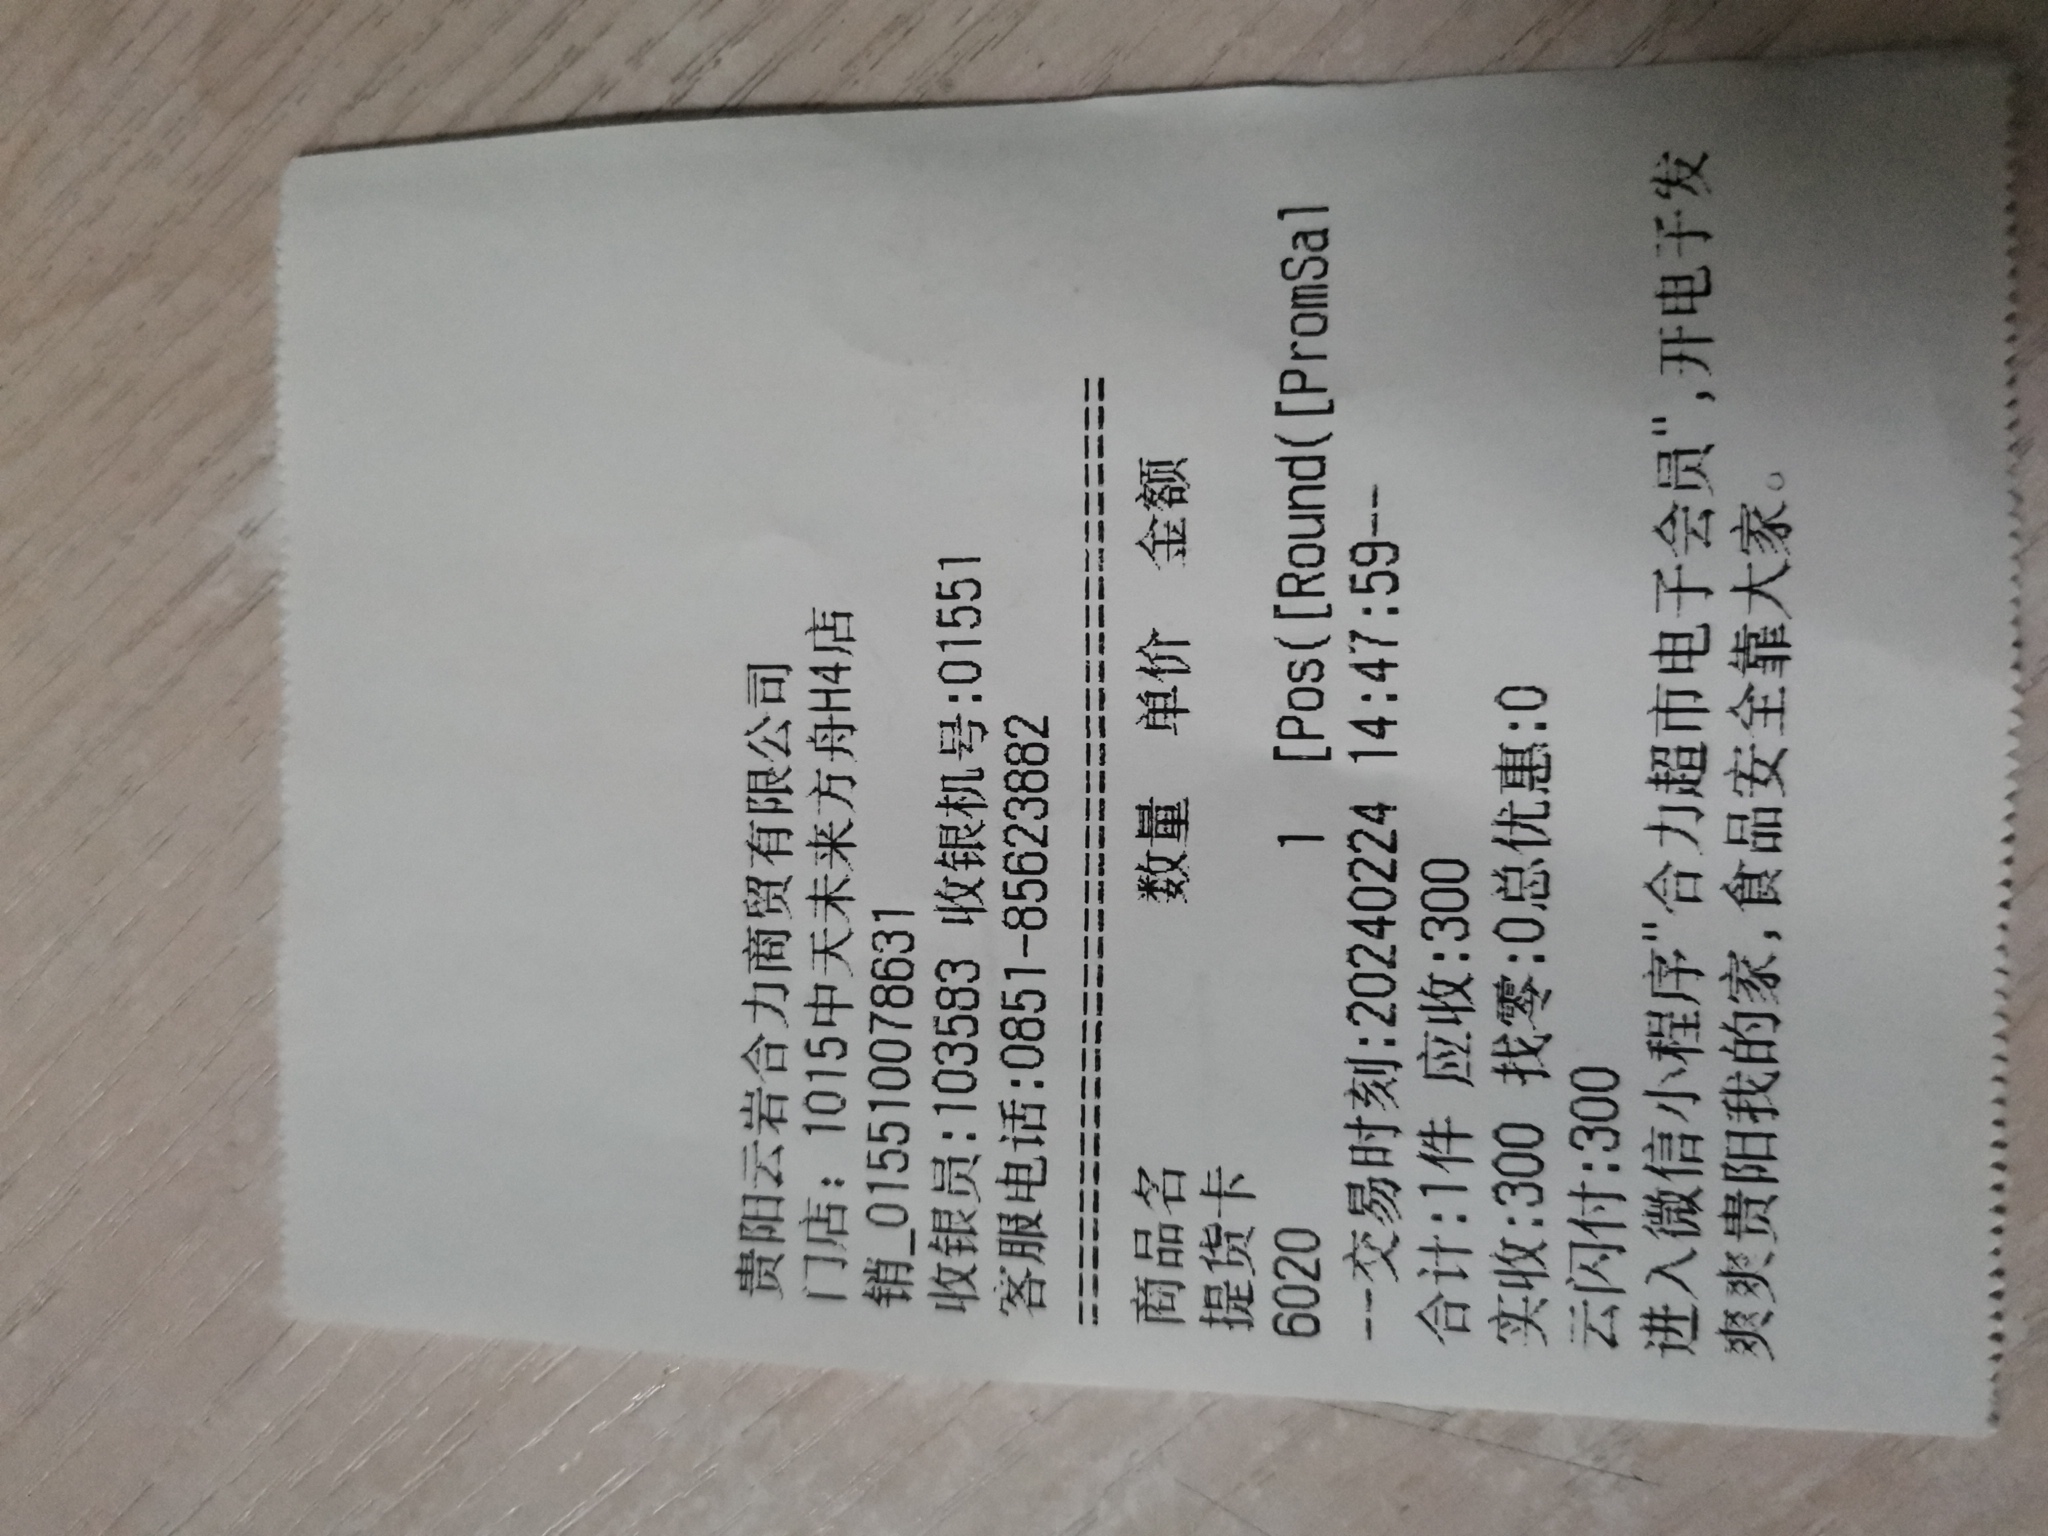 贵阳云岩合力商贸有限公司
门店: 1015中天未来方舟H4店
销_015510078631
收银员:103583 收银机号:01551
客服电话:0851-85623882
========================================
商品名 数量 单价 金额
提货卡
6020 1 [Pos([Round([PromSal
--交易时刻:20240224 14:47:59--
合计:1件 应收:300
实收:300 找零:0总优惠:0
云闪付:300
进入微信小程序"合力超市电子会员",开电子发
爽爽贵阳我的家,食品安全靠大家。